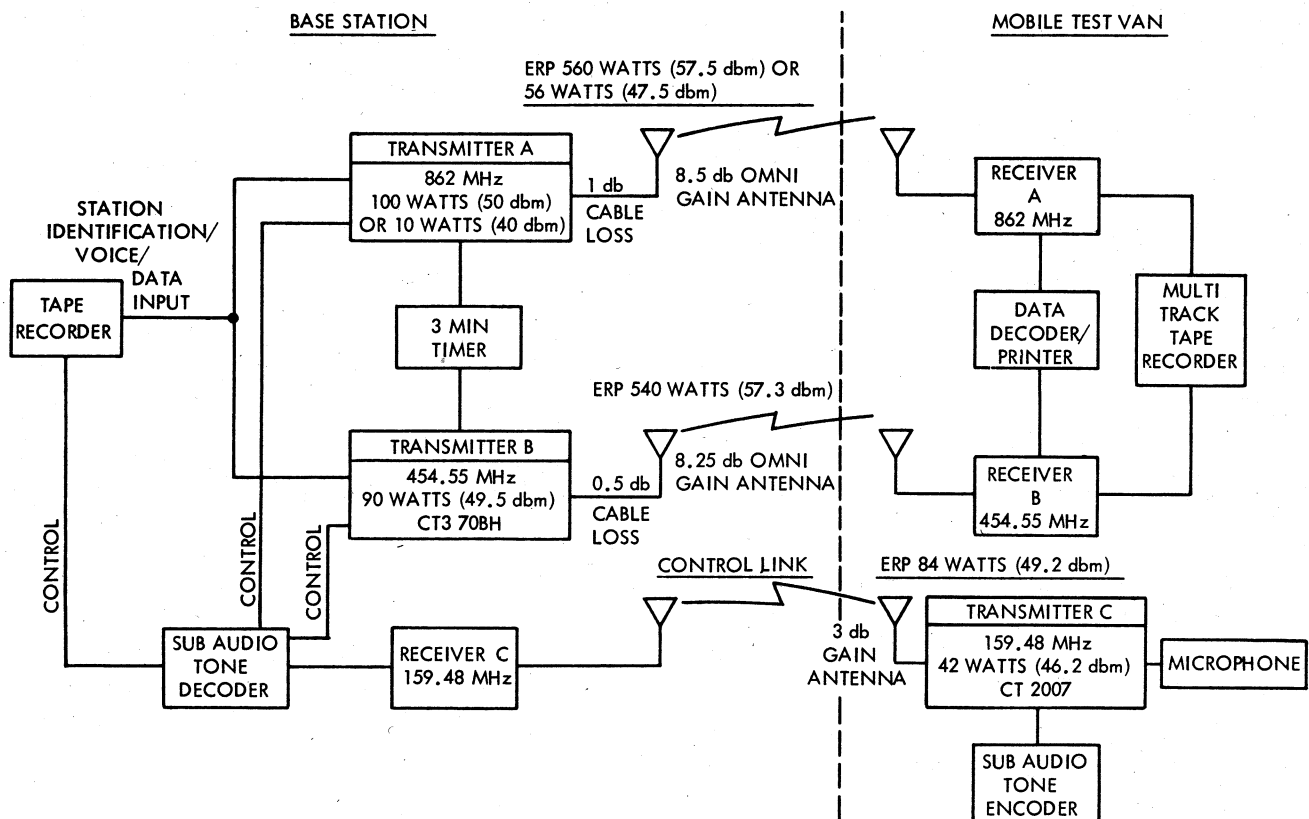 BASE STATION
MOBILE TEST VAN
ERP 560 WATTS (57.5 dbm) OR
56 WATTS (47.5 dbm)
TRANSMITTER A
862 MHz
100 WATTS (50 dbm)
OR 10 WATTS (40 dbm)
1 db
CABLE
LOSS
8.5 db OMNI
GAIN ANTENNA
RECEIVER
A
862 MHz
STATION
IDENTIFICATION/
VOICE/
DATA
INPUT
TAPE
RECORDER
3 MIN
TIMER
DATA
DECODER/
PRINTER
MULTI
TRACK
TAPE
RECORDER
ERP 540 WATTS (57.3 dbm)
TRANSMITTER B
454.55 MHz
90 WATTS (49.5 dbm)
CT3 70BH
0.5 db
CABLE
LOSS
8.25 db OMNI
GAIN ANTENNA
RECEIVER
B
454.55 MHz
CONTROL
CONTROL
CONTROL
CONTROL LINK
ERP 84 WATTS (49.2 dbm)
SUB AUDIO
TONE
DECODER
RECEIVER C
159.48 MHz
3 db
GAIN
ANTENNA
TRANSMITTER C
159.48 MHz
42 WATTS (46.2 dbm)
CT 2007
MICROPHONE
SUB AUDIO
TONE
ENCODER